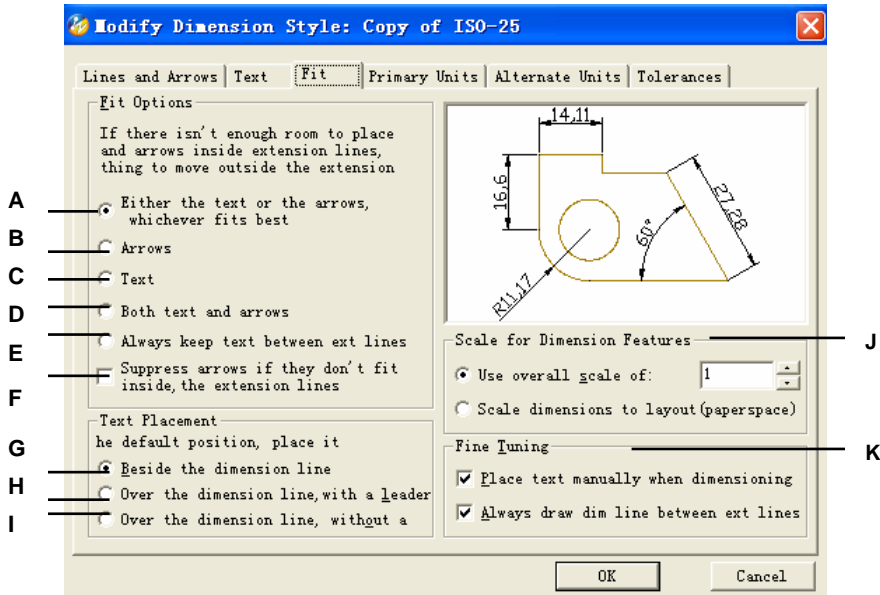 Modify Dimension Style: Copy of ISO-25
Lines and Arrows Text Fit Primary Units Alternate Units Tolerances
Fit Options
If there isn't enough room to place
and arrows inside extension lines,
thing to move outside the extension
A
Either the text or the arrows,
whichever fits best
B
Arrows
C
Text
D
Both text and arrows
E
Always keep text between ext lines
F
Suppress arrows if they don't fit
inside, the extension lines
Text Placement
he default position, place it
G
Beside the dimension line
H
Over the dimension line, with a leader
I
Over the dimension line, without a
14,11
16,6
27,28
60°
R11,17
J
Scale for Dimension Features
Use overall scale of: 1
Scale dimensions to layout(paperspace)
K
Fine Tuning
Place text manually when dimensioning
Always draw dim line between ext lines
OK Cancel